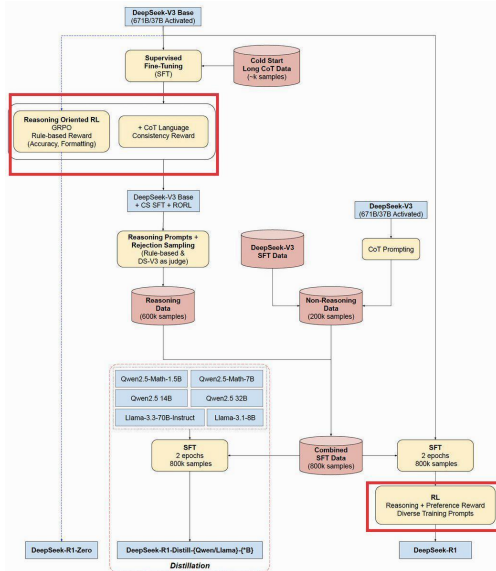 DeepSeek-V3 Base
(671B/37B Activated)
Supervised
Fine-Tuning
(SFT)
Cold Start
Long CoT Data
(~k samples)
Reasoning Oriented RL
GRPO
Rule-based Reward
(Accuracy, Formatting)
+ CoT Language
Consistency Reward
DeepSeek-V3 Base
+ CS SFT + RORL
DeepSeek-V3
(671B/37B Activated)
Reasoning Prompts +
Rejection Sampling
(Rule-based &
DS-V3 as judge)
DeepSeek-V3
SFT Data
CoT Prompting
Reasoning
Data
(600k samples)
Non-Reasoning
Data
(200k samples)
Qwen2.5-Math-1.5B
Qwen2.5-Math-7B
Qwen2.5 14B
Qwen2.5 32B
Llama-3.3-70B-Instruct
Llama-3.1-8B
SFT
2 epochs
800k samples
Combined
SFT Data
(800k samples)
SFT
2 epochs
800k samples
RL
Reasoning + Preference Reward
Diverse Training Prompts
DeepSeek-R1-Zero
DeepSeek-R1-Distill-{Qwen/Llama}-{*B}
DeepSeek-R1
Distillation